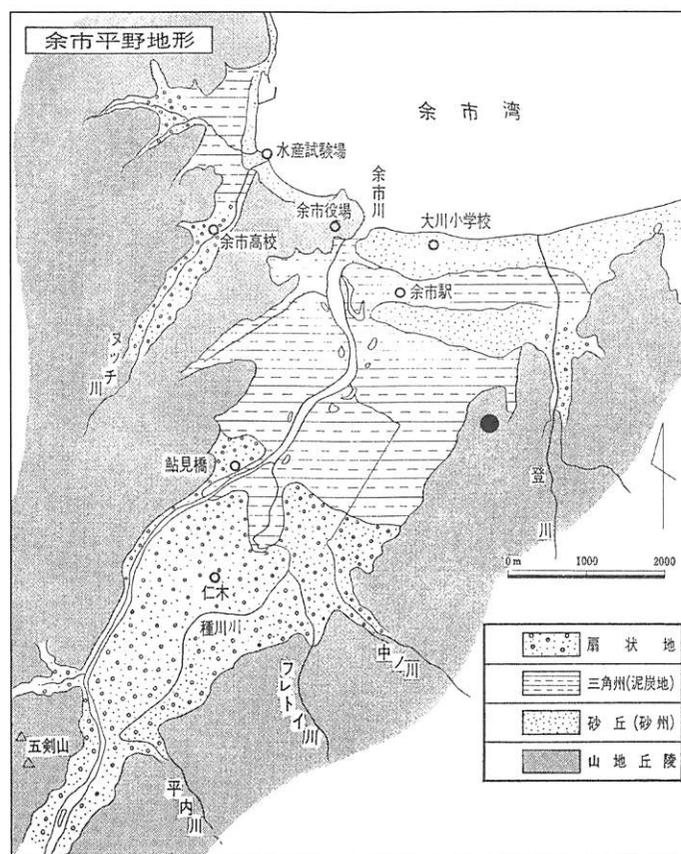 余市平野地形
余市湾
水産試験場
余市川
余市役場
大川小学校
余市高校
余市駅
ヌッチ川
鮎見橋
登川
0m 1000 2000
仁木
種川川
中ノ川
フレトイ川
五剣山
平内川
扇状地
三角州(泥炭地)
砂丘(砂州)
山地丘陵